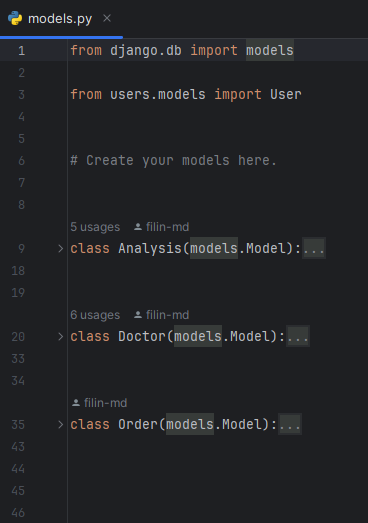 models.py ×
1 from django.db import models
2
3 from users.models import User
4
5
6 # Create your models here.
7
8
5 usages filin-md
9 class Analysis(models.Model):...
18
19
6 usages filin-md
20 class Doctor(models.Model):...
33
34
filin-md
35 class Order(models.Model):...
43
44
45
46